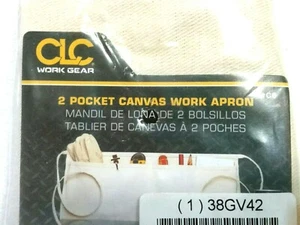 CLC
WORK GEAR
2 POCKET CANVAS WORK APRON
MANDIL DE LONA DE 2 BOLSILLOS
TABLIER DE CANEVAS À 2 POCHES
(1) 38GV42